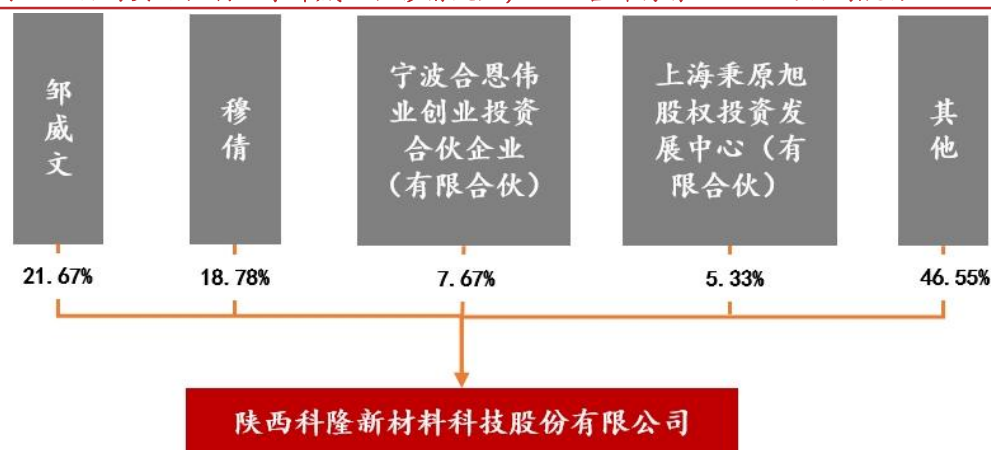 邹
威
文
穆
倩
宁波合恩伟
业创业投资
合伙企业
（有限合伙）
上海秉原旭
股权投资发
展中心（有
限合伙）
其
他
21.67%
18.78%
7.67%
5.33%
46.55%
陕西科隆新材料科技股份有限公司